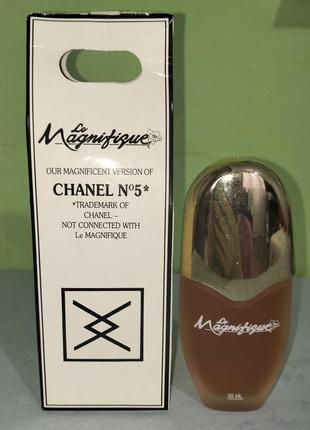 Le
Magnifique
OUR MAGNIFICENT VERSION OF
CHANEL Nº5*
*TRADEMARK OF
CHANEL –
NOT CONNECTED WITH
Le MAGNIFIQUE
Le
Magnifique
50 ML